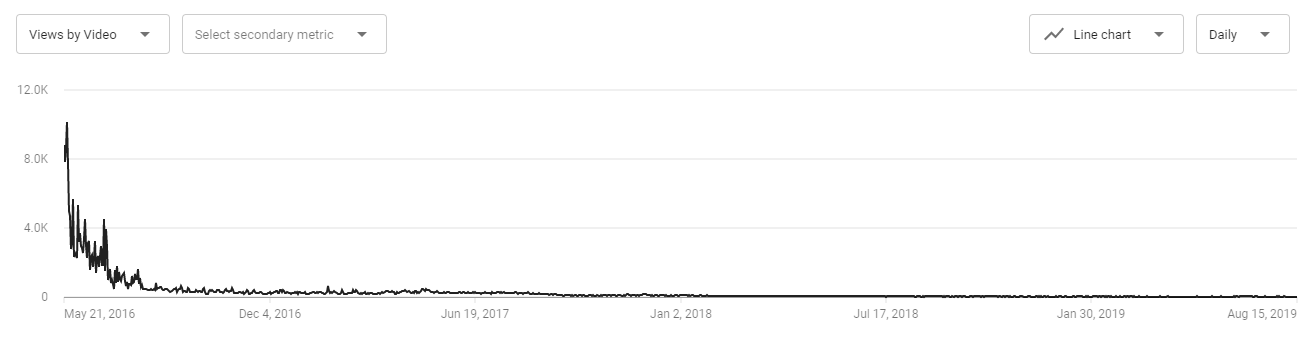 Views by Video
Select secondary metric
Line chart
Daily
12.0K
8.0K
4.0K
0
May 21, 2016
Dec 4, 2016
Jun 19, 2017
Jan 2, 2018
Jul 17, 2018
Jan 30, 2019
Aug 15, 2019